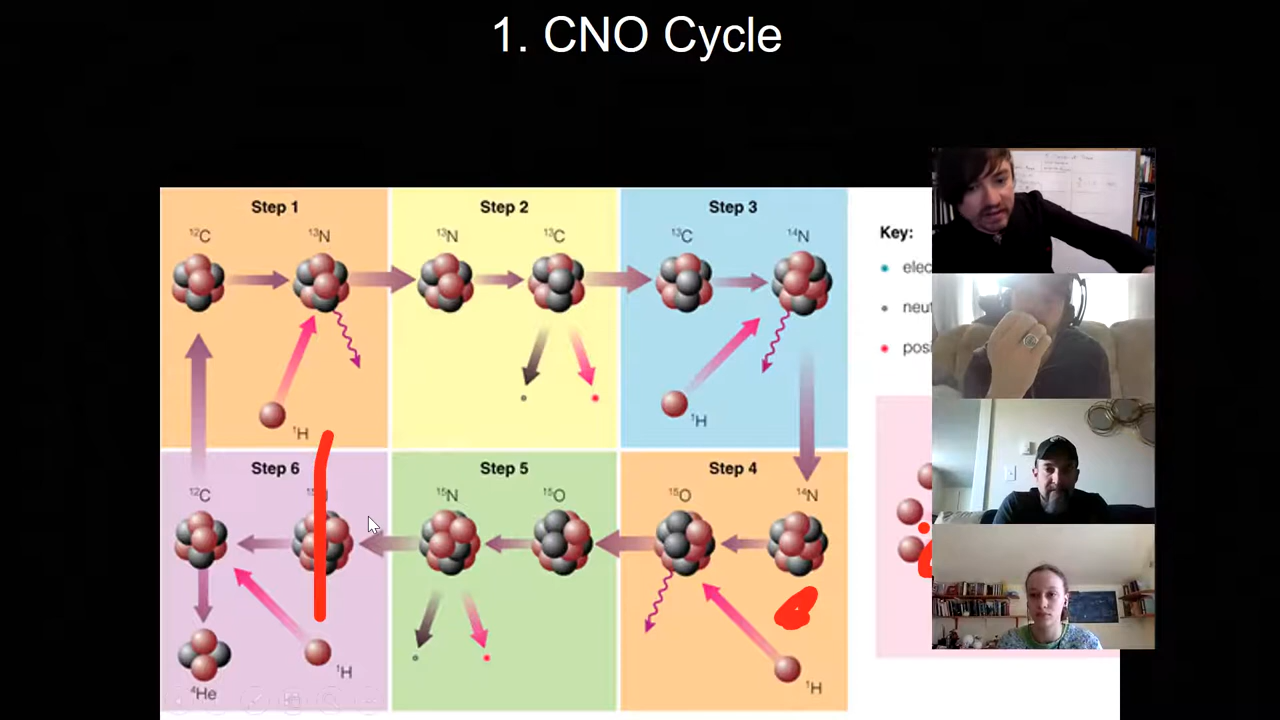 1. CNO Cycle
Step 1
Step 2
Step 3
¹²C
¹³N
¹³N
¹³C
¹³C
¹⁴N
¹H
¹H
Key:
elec
neut
posi
Step 6
Step 5
Step 4
¹²C
¹⁵N
¹⁵O
¹⁵O
¹⁴N
⁴He
¹H
¹H